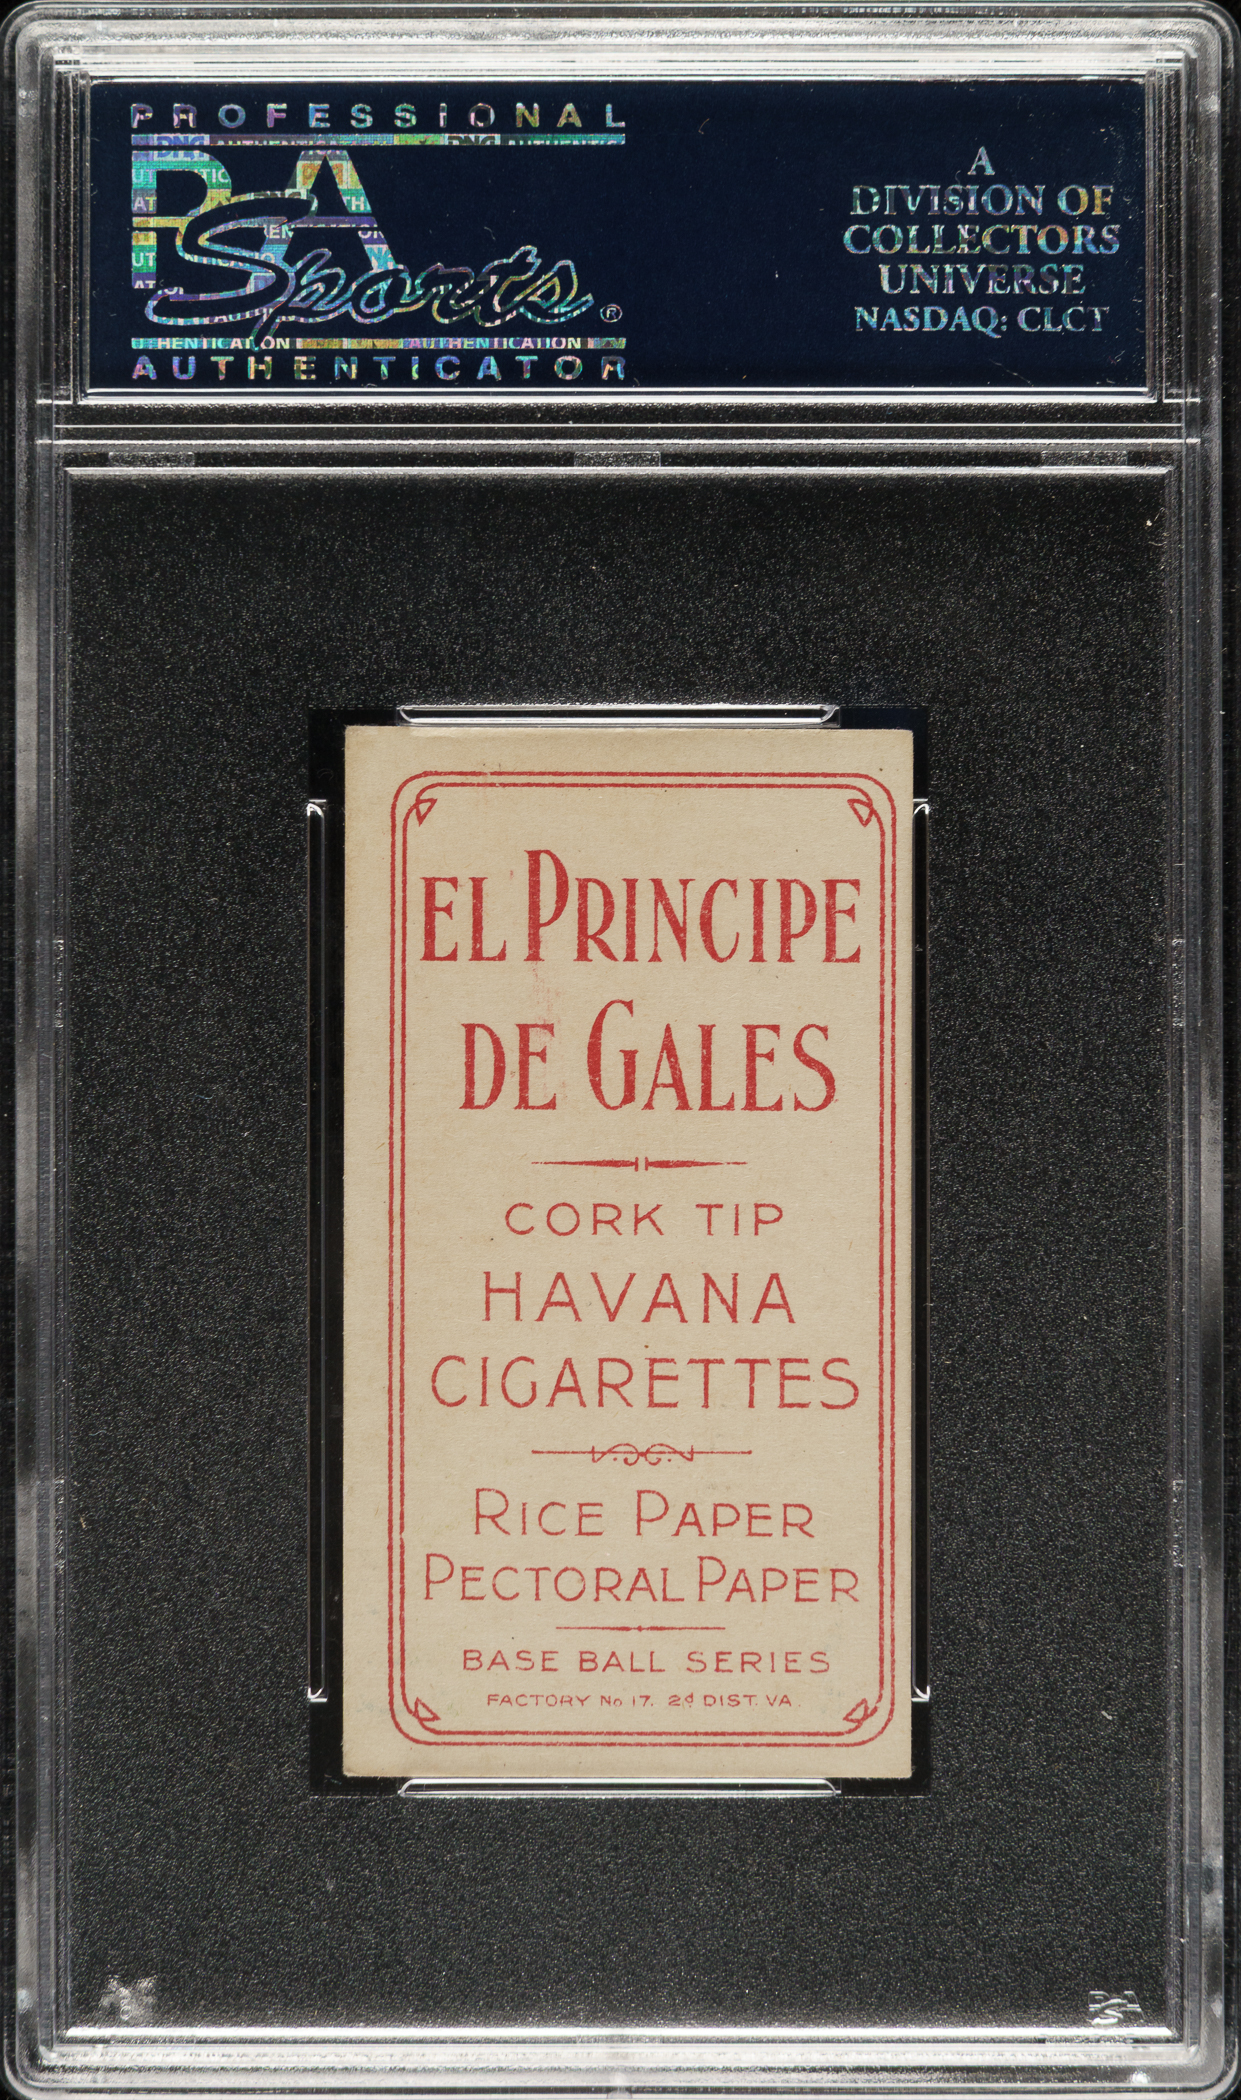 PROFESSIONAL
PSA
Sports®
AUTHENTICATOR
A
DIVISION OF
COLLECTORS
UNIVERSE
NASDAQ: CLCT
EL PRINCIPE
DE GALES
CORK TIP
HAVANA
CIGARETTES
RICE PAPER
PECTORAL PAPER
BASE BALL SERIES
FACTORY No 17. 2d DIST. VA.